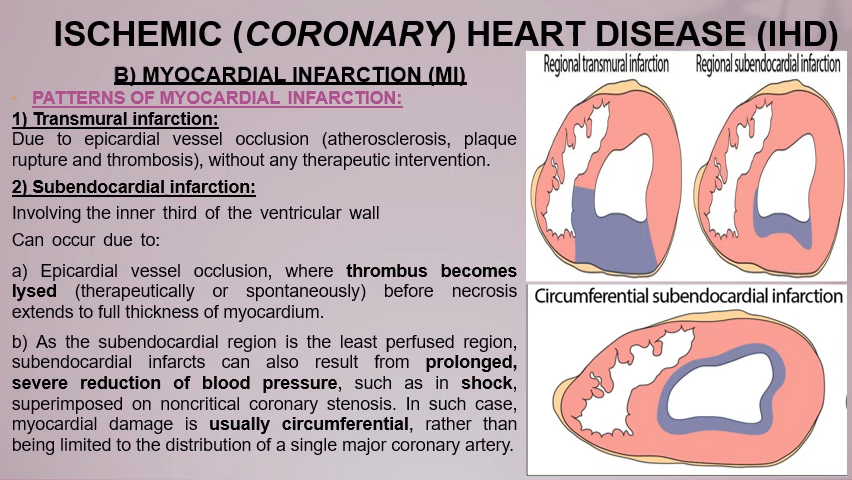 ISCHEMIC (CORONARY) HEART DISEASE (IHD)
B) MYOCARDIAL INFARCTION (MI)
• PATTERNS OF MYOCARDIAL INFARCTION:
1) Transmural infarction:
Due to epicardial vessel occlusion (atherosclerosis, plaque
rupture and thrombosis), without any therapeutic intervention.
2) Subendocardial infarction:
Involving the inner third of the ventricular wall
Can occur due to:
a) Epicardial vessel occlusion, where thrombus becomes
lysed (therapeutically or spontaneously) before necrosis
extends to full thickness of myocardium.
b) As the subendocardial region is the least perfused region,
subendocardial infarcts can also result from prolonged,
severe reduction of blood pressure, such as in shock,
superimposed on noncritical coronary stenosis. In such case,
myocardial damage is usually circumferential, rather than
being limited to the distribution of a single major coronary artery.
Regional transmural infarction
Regional subendocardial infarction
Circumferential subendocardial infarction